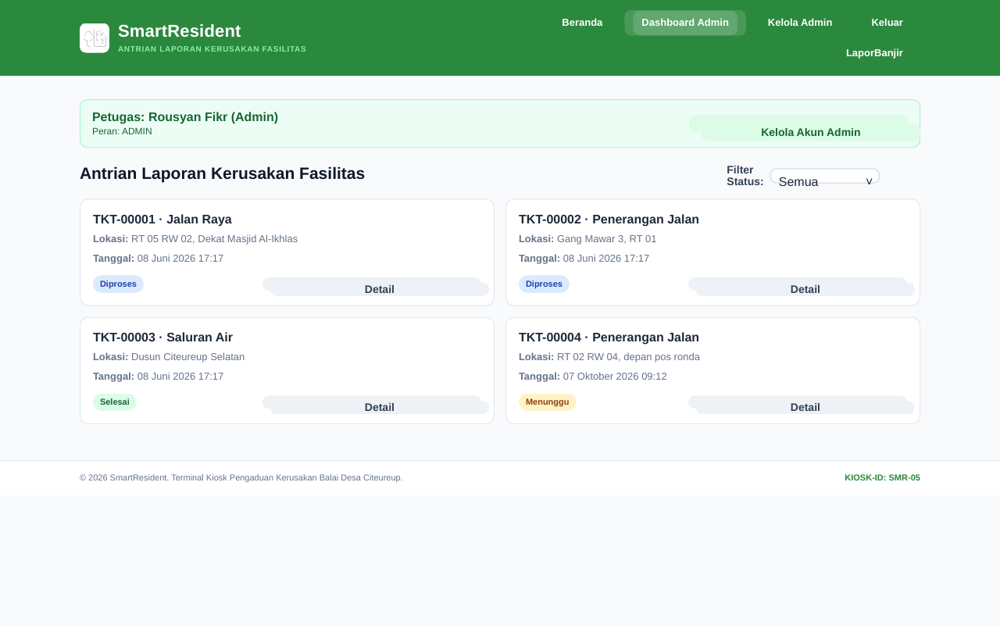 SmartResident
ANTRIAN LAPORAN KERUSAKAN FASILITAS
Beranda
Dashboard Admin
Kelola Admin
Keluar
LaporBanjir
Petugas: Rousyan Fikr (Admin)
Peran: ADMIN
Kelola Akun Admin
Antrian Laporan Kerusakan Fasilitas
Filter
Status:
Semua
TKT-00001 · Jalan Raya
Lokasi: RT 05 RW 02, Dekat Masjid Al-Ikhlas
Tanggal: 08 Juni 2026 17:17
Diproses
Detail
TKT-00002 · Penerangan Jalan
Lokasi: Gang Mawar 3, RT 01
Tanggal: 08 Juni 2026 17:17
Diproses
Detail
TKT-00003 · Saluran Air
Lokasi: Dusun Citeureup Selatan
Tanggal: 08 Juni 2026 17:17
Selesai
Detail
TKT-00004 · Penerangan Jalan
Lokasi: RT 02 RW 04, depan pos ronda
Tanggal: 07 Oktober 2026 09:12
Menunggu
Detail
© 2026 SmartResident. Terminal Kiosk Pengaduan Kerusakan Balai Desa Citeureup.
KIOSK-ID: SMR-05